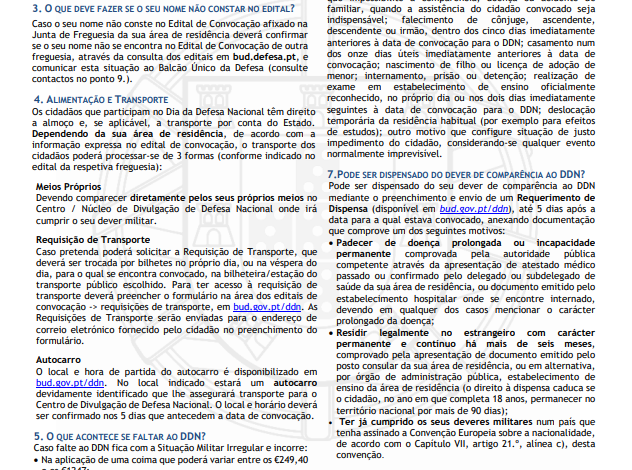 3. O QUE DEVE FAZER SE O SEU NOME NÃO CONSTAR NO EDITAL?
Caso o seu nome não conste no Edital de Convocação afixado na
Junta de Freguesia da sua área de residência deverá confirmar
se o seu nome não se encontra no Edital de Convocação de outra
freguesia, através da consulta dos editais em bud.defesa.pt, e
comunicar esta situação ao Balcão Único da Defesa (consulte
contactos no ponto 9.).
4. ALIMENTAÇÃO E TRANSPORTE
Os cidadãos que participam no Dia da Defesa Nacional têm direito
a almoço e, se aplicável, a transporte por conta do Estado.
Dependendo da sua área de residência, de acordo com a
informação expressa no edital de convocação, o transporte dos
cidadãos poderá processar-se de 3 formas (conforme indicado no
edital da respetiva freguesia):
Meios Próprios
Devendo comparecer diretamente pelos seus próprios meios no
Centro / Núcleo de Divulgação de Defesa Nacional onde irá
cumprir o seu dever militar.
Requisição de Transporte
Caso pretenda poderá solicitar a Requisição de Transporte, que
deverá ser trocada por bilhetes no próprio dia, ou na véspera do
dia, para o qual se encontra convocado, na bilheteira/estação do
transporte público escolhido. Para ter acesso à requisição de
transporte deverá preencher o formulário na área dos editais de
convocação -> requisições de transporte, em bud.gov.pt/ddn. As
Requisições de Transporte serão enviadas para o endereço de
correio eletrónico fornecido pelo cidadão no preenchimento do
formulário.
Autocarro
O local e hora de partida do autocarro é disponibilizado em
bud.gov.pt/ddn. No local indicado estará um autocarro
devidamente identificado que lhe assegurará transporte para o
Centro de Divulgação de Defesa Nacional. O local e horário deverá
ser confirmado nos 5 dias que antecedem a data de convocação.
5. O QUE ACONTECE SE FALTAR AO DDN?
Caso falte ao DDN fica com a Situação Militar Irregular e incorre:
• Na aplicação de uma coima que poderá variar entre os €249,40
e os €1247;
familiar, quando a assistência do cidadão convocado seja
indispensável; falecimento de cônjuge, ascendente,
descendente ou irmão, dentro dos cinco dias imediatamente
anteriores à data de convocação para o DDN; casamento num
dos onze dias úteis imediatamente anteriores à data de
convocação; nascimento de filho ou licença de adoção de
menor; internamento, prisão ou detenção; realização de
exame em estabelecimento de ensino oficialmente
reconhecido, no próprio dia ou nos dois dias imediatamente
seguintes à data de convocação para o DDN; deslocação
temporária da residência habitual (por exemplo para efeitos
de estudos); outro motivo que configure situação de justo
impedimento do cidadão, considerando-se qualquer evento
normalmente imprevisível.
7.PODE SER DISPENSADO DO DEVER DE COMPARÊNCIA AO DDN?
Pode ser dispensado do seu dever de comparência ao DDN
mediante o preenchimento e envio de um Requerimento de
Dispensa (disponível em bud.gov.pt/ddn), até 5 dias após a
data para a qual estava convocado, anexando documentação
que comprove um dos seguintes motivos:
• Padecer de doença prolongada ou incapacidade
permanente comprovada pela autoridade pública
competente através da apresentação de atestado médico
passado ou confirmado pelo delegado ou subdelegado de
saúde da sua área de residência, ou documento emitido pelo
estabelecimento hospitalar onde se encontre internado,
devendo em qualquer dos casos mencionar o carácter
prolongado da doença;
• Residir legalmente no estrangeiro com carácter
permanente e contínuo há mais de seis meses,
comprovado pela apresentação de documento emitido pelo
posto consular da sua área de residência, ou em alternativa,
por órgão de administração pública, estabelecimento de
ensino da área de residência (o direito à dispensa caduca se
o cidadão, no ano em que completa 18 anos, permanecer no
território nacional por mais de 90 dias);
• Ter já cumprido os seus deveres militares num país que
tenha assinado a Convenção Europeia sobre a nacionalidade,
de acordo com o Capítulo VII, artigo 21.º, alínea c), desta
convenção.